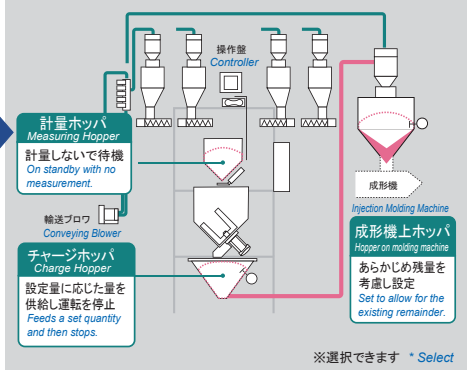 操作盤
Controller
計量ホッパ
Measuring Hopper
計量しないで待機
On standby with no
measurement.
輸送ブロワ
Conveying Blower
チャージホッパ
Charge Hopper
設定量に応じた量を
供給し運転を停止
Feeds a set quantity
and then stops.
成形機
Injection Molding Machine
成形機上ホッパ
Hopper on molding machine
あらかじめ残量を
考慮し設定
Set to allow for the
existing remainder.
※選択できます * Select